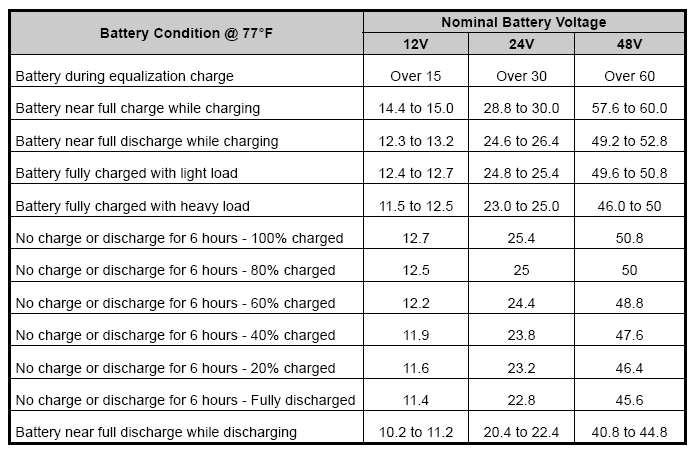 Battery Condition @ 77°F Nominal Battery Voltage
12V 24V 48V
Battery during equalization charge Over 15 Over 30 Over 60
Battery near full charge while charging 14.4 to 15.0 28.8 to 30.0 57.6 to 60.0
Battery near full discharge while charging 12.3 to 13.2 24.6 to 26.4 49.2 to 52.8
Battery fully charged with light load 12.4 to 12.7 24.8 to 25.4 49.6 to 50.8
Battery fully charged with heavy load 11.5 to 12.5 23.0 to 25.0 46.0 to 50
No charge or discharge for 6 hours - 100% charged 12.7 25.4 50.8
No charge or discharge for 6 hours - 80% charged 12.5 25 50
No charge or discharge for 6 hours - 60% charged 12.2 24.4 48.8
No charge or discharge for 6 hours - 40% charged 11.9 23.8 47.6
No charge or discharge for 6 hours - 20% charged 11.6 23.2 46.4
No charge or discharge for 6 hours - Fully discharged 11.4 22.8 45.6
Battery near full discharge while discharging 10.2 to 11.2 20.4 to 22.4 40.8 to 44.8